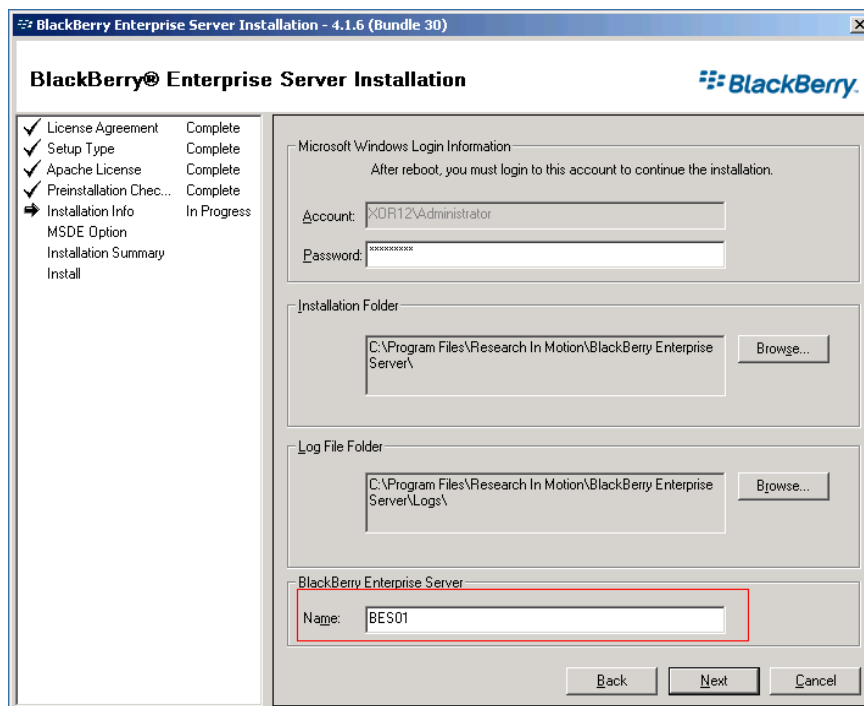 BlackBerry Enterprise Server Installation - 4.1.6 (Bundle 30)
BlackBerry® Enterprise Server Installation
BlackBerry.
License Agreement Complete
Setup Type Complete
Apache License Complete
Preinstallation Chec... Complete
Installation Info In Progress
MSDE Option
Installation Summary
Install
Microsoft Windows Login Information
After reboot, you must login to this account to continue the installation.
Account: XOR12\Administrator
Password: *********
Installation Folder
C:\Program Files\Research In Motion\BlackBerry Enterprise
Server\
Browse...
Log File Folder
C:\Program Files\Research In Motion\BlackBerry Enterprise
Server\Logs\
Browse...
BlackBerry Enterprise Server
Name: BES01
Back Next Cancel